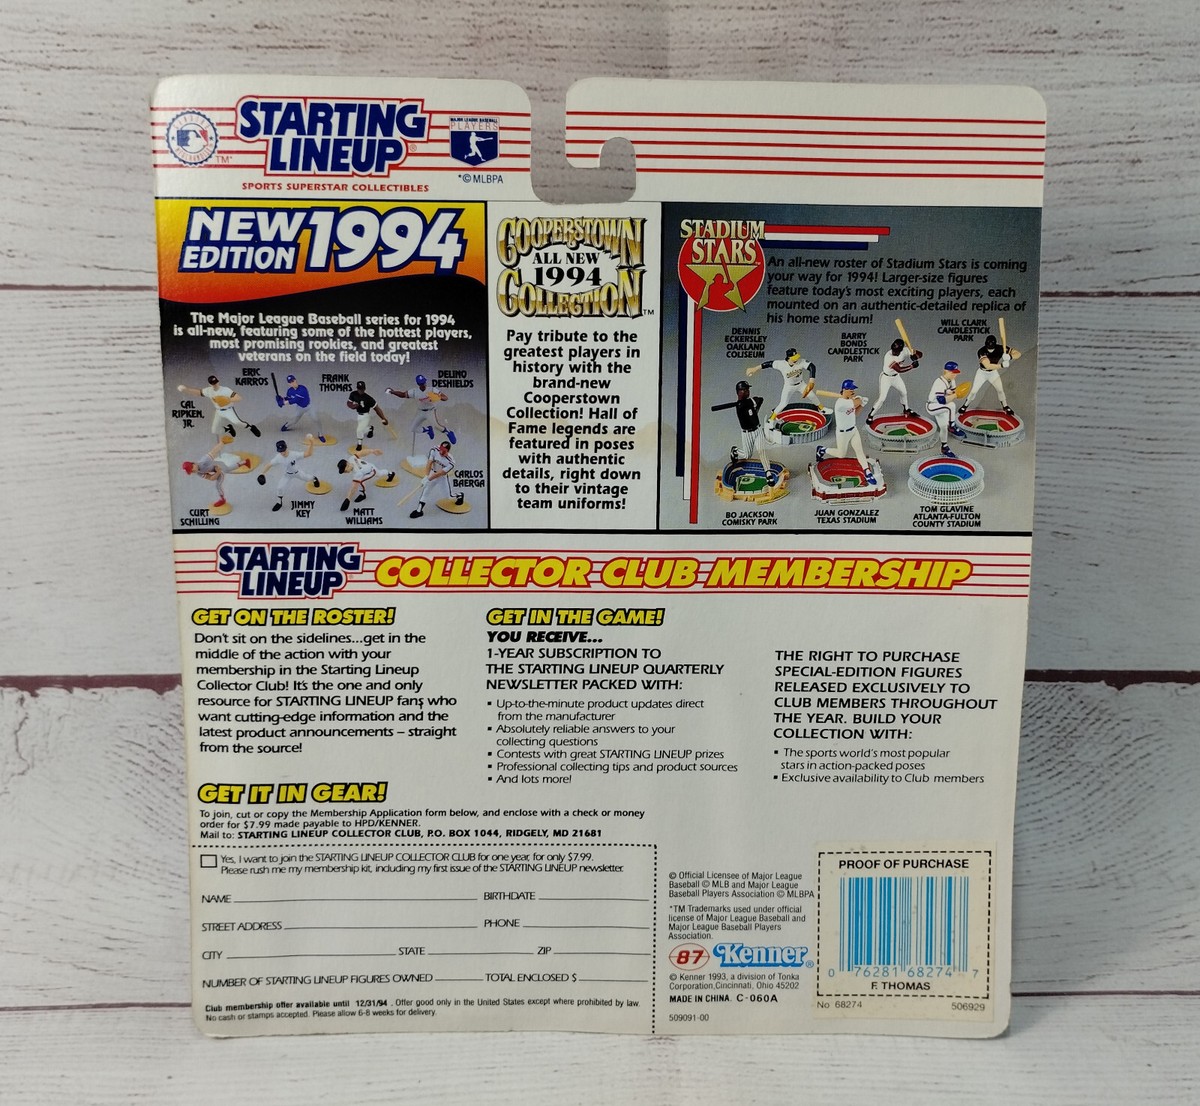 STARTING
LINEUP®
SPORTS SUPERSTAR COLLECTIBLES
TM
MAJOR LEAGUE BASEBALL
PLAYERS
*© MLBPA
NEW 1994
EDITION
The Major League Baseball series for 1994
is all-new, featuring some of the hottest players,
most promising rookies, and greatest
veterans on the field today!
CAL
RIPKEN,
JR.
ERIC
KARROS
FRANK
THOMAS
DELINO
DESHIELDS
CURT
SCHILLING
JIMMY
KEY
MATT
WILLIAMS
CARLOS
BAERGA
COOPERSTOWN
ALL NEW
1994
COLLECTION
TM
Pay tribute to the
greatest players in
history with the
brand-new
Cooperstown
Collection! Hall of
Fame legends are
featured in poses
with authentic
details, right down
to their vintage
team uniforms!
STADIUM
STARS
An all-new roster of Stadium Stars is coming
your way for 1994! Larger-size figures
feature today's most exciting players, each
mounted on an authentic-detailed replica of
his home stadium!
DENNIS
ECKERSLEY
OAKLAND
COLISEUM
BARRY
BONDS
CANDLESTICK
PARK
WILL CLARK
CANDLESTICK
PARK
BO JACKSON
COMISKY PARK
JUAN GONZALEZ
TEXAS STADIUM
TOM GLAVINE
ATLANTA-FULTON
COUNTY STADIUM
STARTING
LINEUP®
COLLECTOR CLUB MEMBERSHIP
GET ON THE ROSTER!
Don't sit on the sidelines...get in the
middle of the action with your
membership in the Starting Lineup
Collector Club! It's the one and only
resource for STARTING LINEUP fans who
want cutting-edge information and the
latest product announcements – straight
from the source!
GET IN THE GAME!
YOU RECEIVE...
1-YEAR SUBSCRIPTION TO
THE STARTING LINEUP QUARTERLY
NEWSLETTER PACKED WITH:
▪ Up-to-the-minute product updates direct
from the manufacturer
▪ Absolutely reliable answers to your
collecting questions
▪ Contests with great STARTING LINEUP prizes
▪ Professional collecting tips and product sources
▪ And lots more!
THE RIGHT TO PURCHASE
SPECIAL-EDITION FIGURES
RELEASED EXCLUSIVELY TO
CLUB MEMBERS THROUGHOUT
THE YEAR. BUILD YOUR
COLLECTION WITH:
▪ The sports world's most popular
stars in action-packed poses
▪ Exclusive availability to Club members
GET IT IN GEAR!
To join, cut or copy the Membership Application form below, and enclose with a check or money
order for $7.99 made payable to HPD/KENNER.
Mail to: STARTING LINEUP COLLECTOR CLUB, P.O. BOX 1044, RIDGELY, MD 21681
Yes, I want to join the STARTING LINEUP COLLECTOR CLUB for one year, for only $7.99.
Please rush me my membership kit, including my first issue of the STARTING LINEUP newsletter.
NAME BIRTHDATE
STREET ADDRESS PHONE
CITY STATE ZIP
NUMBER OF STARTING LINEUP FIGURES OWNED TOTAL ENCLOSED $
Club membership offer available until 12/31/94. Offer good only in the United States except where prohibited by law.
No cash or stamps accepted. Please allow 6-8 weeks for delivery.
© Official Licensee of Major League
Baseball © MLB and Major League
Baseball Players Association © MLBPA
*TM Trademarks used under official
license of Major League Baseball and
Major League Baseball Players
Association.
87 Kenner®
© Kenner 1993, a division of Tonka
Corporation, Cincinnati, Ohio 45202
MADE IN CHINA. C-060A
509091-00
PROOF OF PURCHASE
0 76281 68274 7
F. THOMAS
No 68274 506929